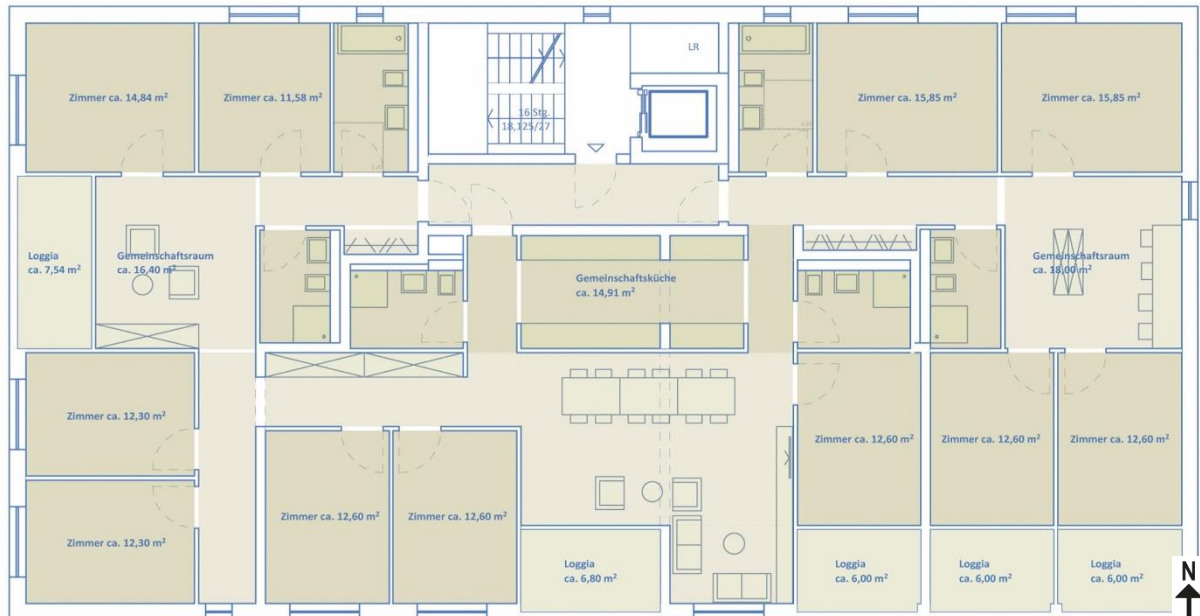 LR
Zimmer ca. 14,84 m²
Zimmer ca. 11,58 m²
Zimmer ca. 15,85 m²
Zimmer ca. 15,85 m²
16 Stg.
18,125/27
Loggia
ca. 7,54 m²
Gemeinschaftsraum
ca. 16,40 m²
Gemeinschaftsküche
ca. 14,91 m²
Gemeinschaftsraum
ca. 18,00 m²
Zimmer ca. 12,30 m²
Zimmer ca. 12,60 m²
Zimmer ca. 12,60 m²
Zimmer ca. 12,60 m²
Zimmer ca. 12,60 m²
Zimmer ca. 12,60 m²
Zimmer ca. 12,30 m²
Loggia
ca. 6,80 m²
Loggia
ca. 6,00 m²
Loggia
ca. 6,00 m²
Loggia
ca. 6,00 m²
N